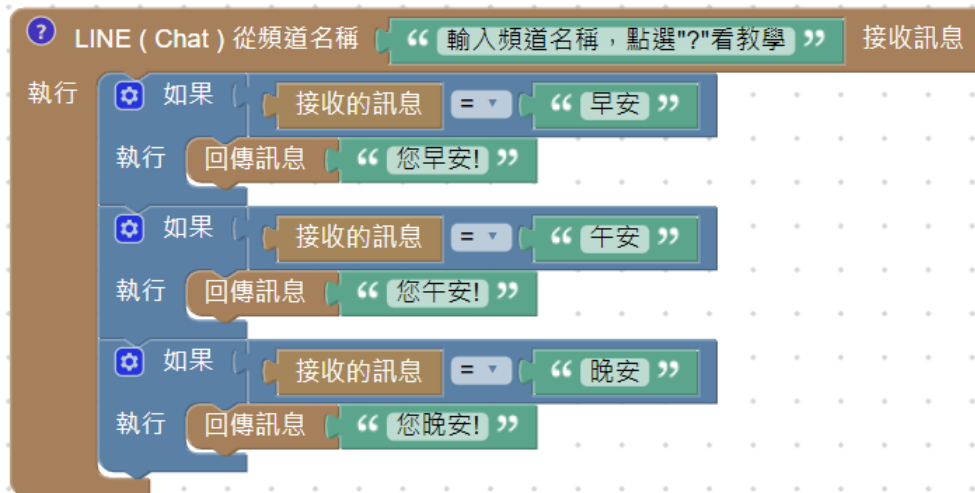 ? LINE ( Chat ) 從頻道名稱 “ 輸入頻道名稱，點選"?"看教學 ” 接收訊息
執行 如果 接收的訊息 = “ 早安 ”
執行 回傳訊息 “ 您早安! ”
如果 接收的訊息 = “ 午安 ”
執行 回傳訊息 “ 您午安! ”
如果 接收的訊息 = “ 晚安 ”
執行 回傳訊息 “ 您晚安! ”